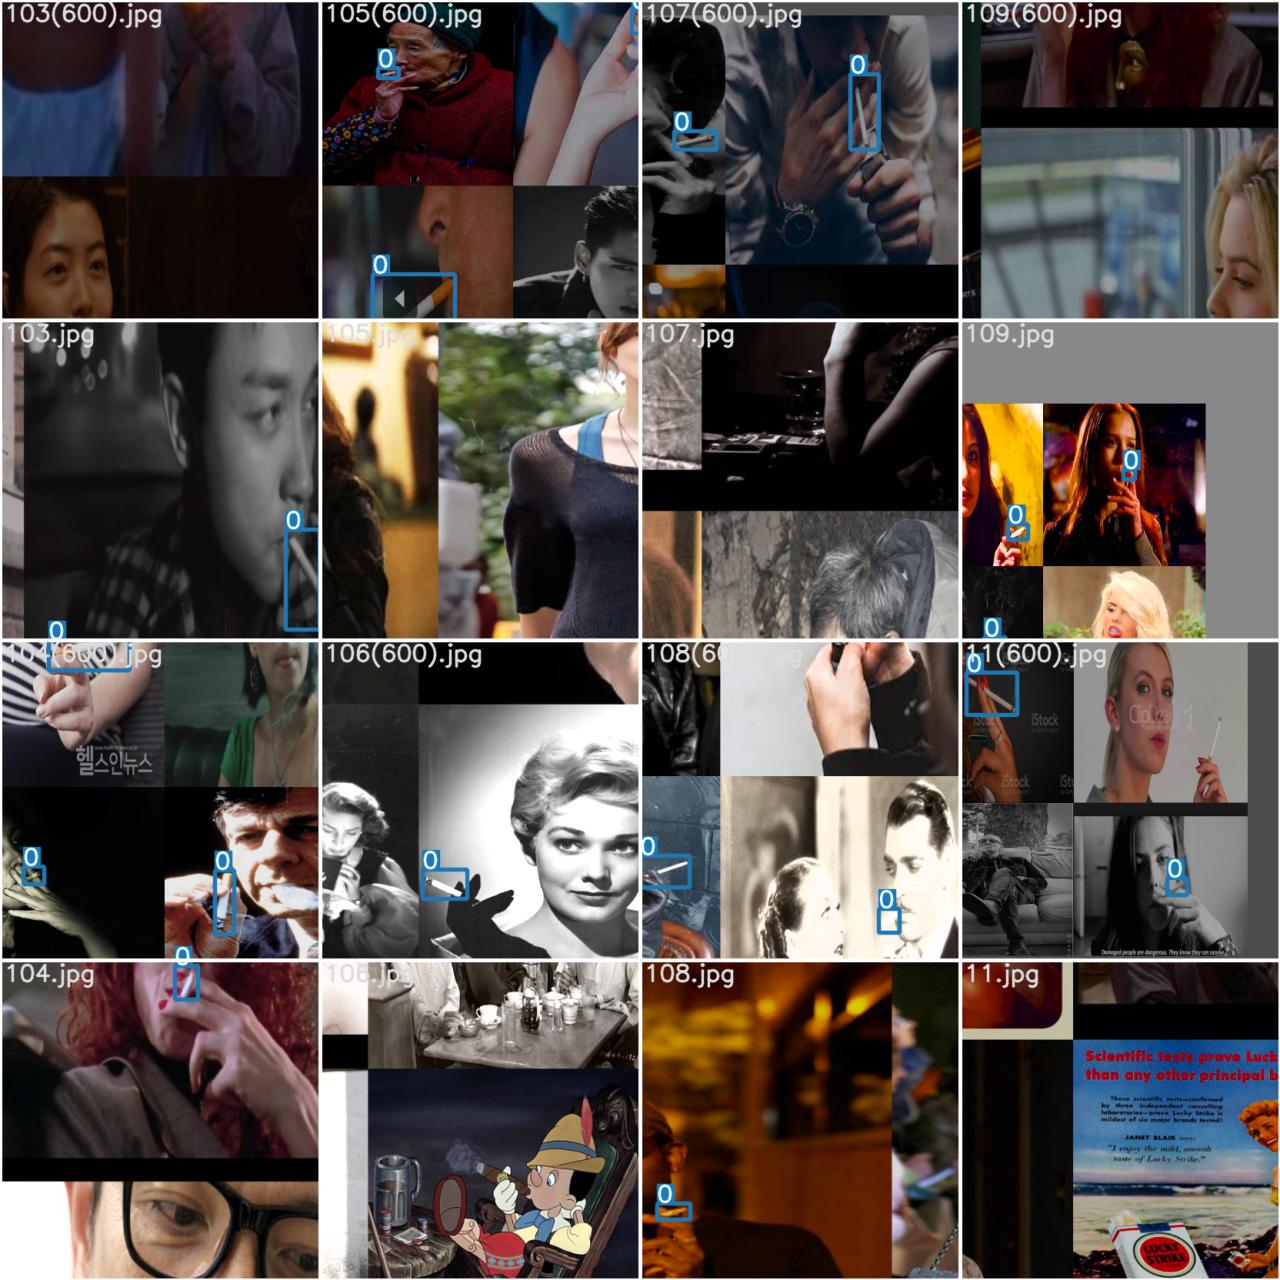 103(600).jpg
105(600).jpg
107(600).jpg
109(600).jpg
0
0
0
0
103.jpg
105.jpg
107.jpg
109.jpg
0
0
0
0
0
104(600).jpg
106(600).jpg
108(600).jpg
11(600).jpg
0
iStock
iStock
iStock
헬스인뉴스
0
0
0
0
0
0
Damaged people are dangerous. They know they can survive.
104.jpg
106.jpg
108.jpg
11.jpg
0
0
Scientific tests prove Luck
than any other principal b
These scientific tests—confirmed
by three independent consulting
laboratories—prove Lucky Strike is
mildest of six major brands tested!
JANET BLAIR says:
"I enjoy the mild, smooth
taste of Lucky Strike."
LUCKY
STRIKE